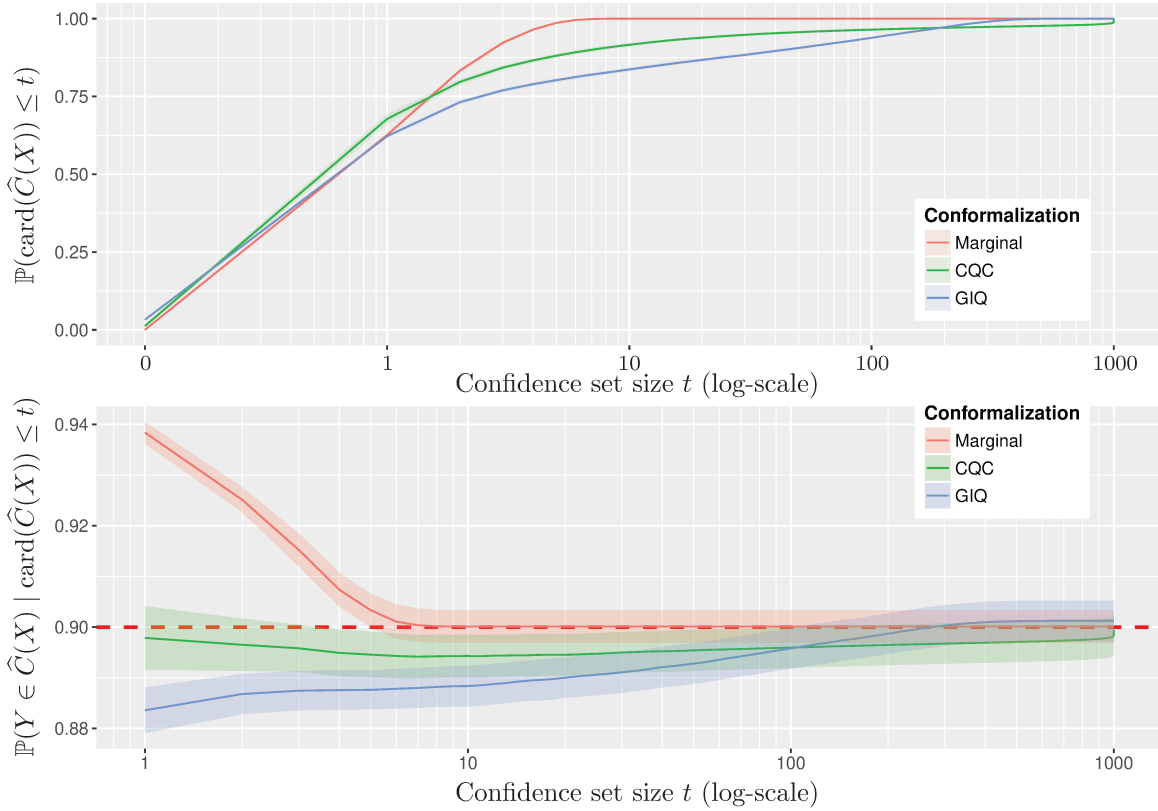 1.00
0.75
0.50
0.25
0.00
ℙ(card(Ĉ(X)) ≤ t)
Conformalization
Marginal
CQC
GIQ
0 1 10 100 1000
Confidence set size t (log-scale)
0.94
0.92
0.90
0.88
ℙ(Y ∈ Ĉ(X) | card(Ĉ(X)) ≤ t)
Conformalization
Marginal
CQC
GIQ
1 10 100 1000
Confidence set size t (log-scale)